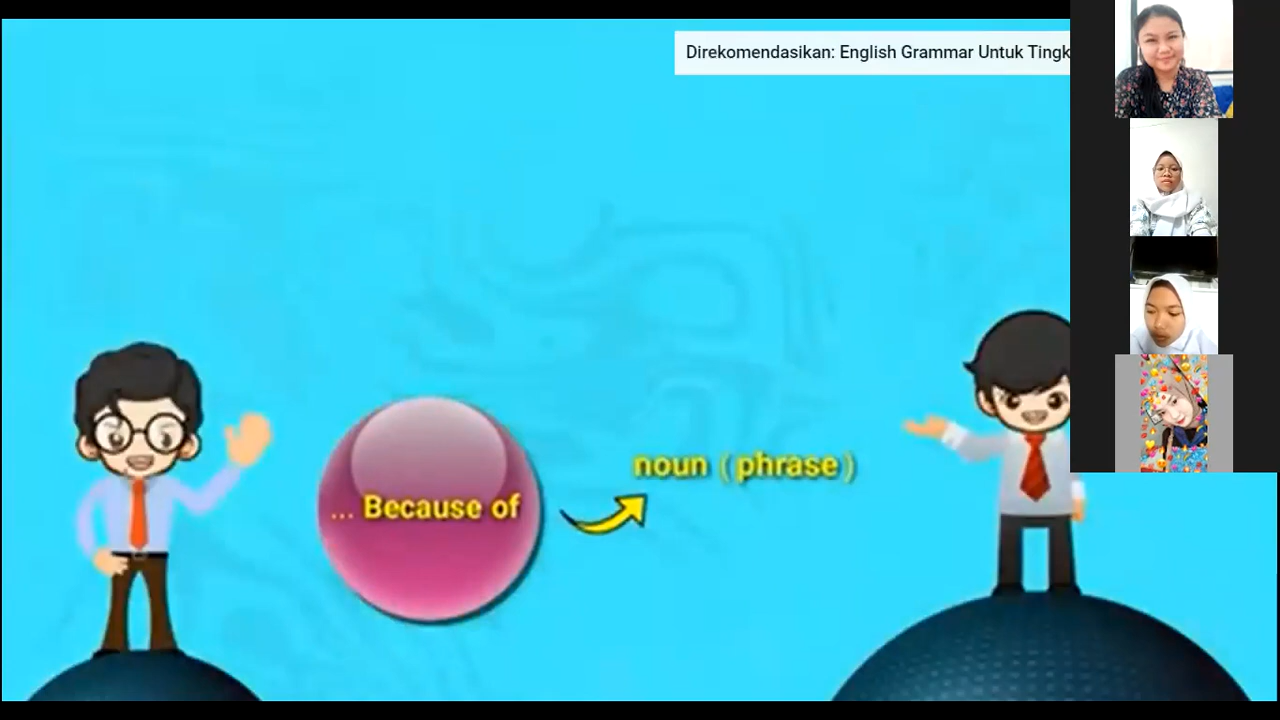 Direkomendasikan: English Grammar Untuk Tingk
noun (phrase)
... Because of